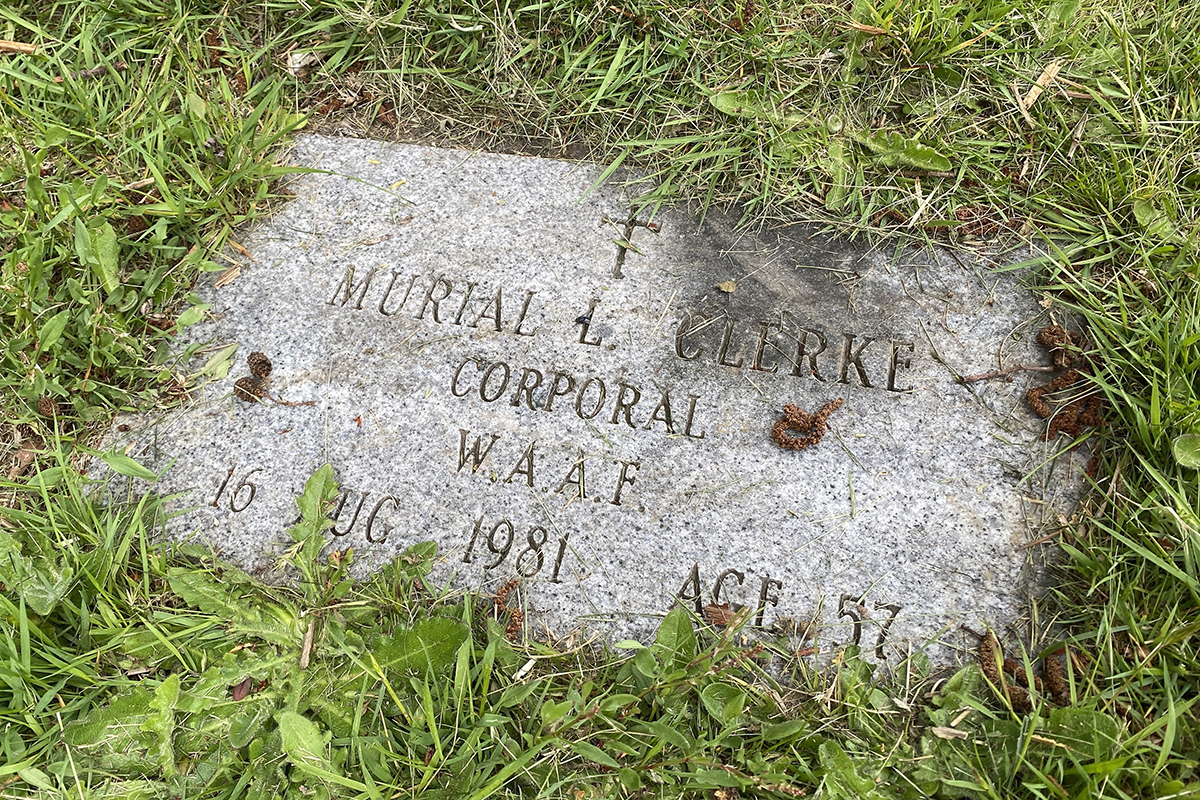 MURIAL L. CLERKE
CORPORAL
W.A.A.F
16 AUG 1981 AGE 57